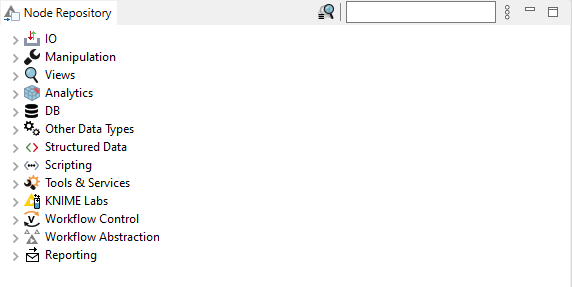 Node Repository
IO
Manipulation
Views
Analytics
DB
Other Data Types
Structured Data
Scripting
Tools & Services
KNIME Labs
Workflow Control
Workflow Abstraction
Reporting